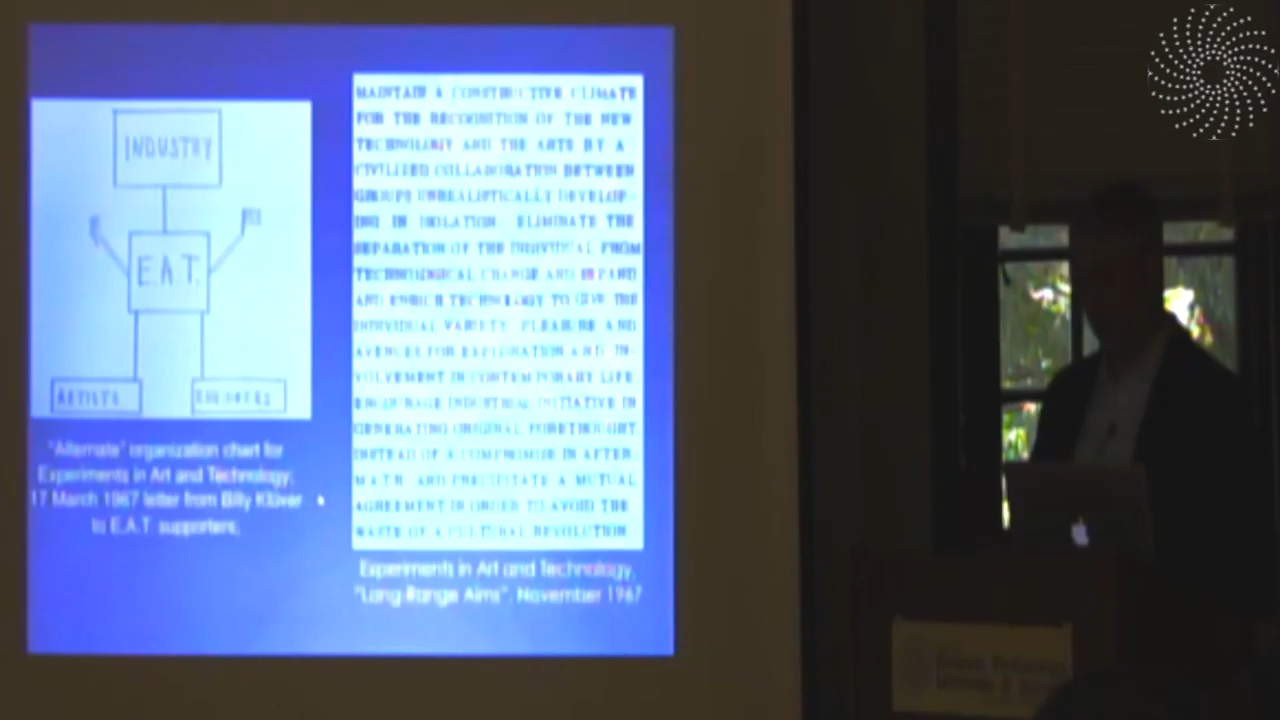 INDUSTRY
E.A.T.
ARTISTS
ENGINEERS
"Alternate" organization chart for
Experiments in Art and Technology;
17 March 1967 letter from Billy Klüver
to E.A.T. supporters.
MAINTAIN A CONSTRUCTIVE CLIMATE
FOR THE RECOGNITION OF THE NEW
TECHNOLOGY AND THE ARTS BY A
CIVILIZED COLLABORATION BETWEEN
GROUPS UNREALISTICALLY DEVELOP-
ING IN ISOLATION. ELIMINATE THE
SEPARATION OF THE INDIVIDUAL FROM
TECHNOLOGICAL CHANGE AND EXPAND
AND ENRICH TECHNOLOGY TO GIVE THE
INDIVIDUAL VARIETY, PLEASURE AND
AVENUES FOR EXPLORATION AND IN-
VOLVEMENT IN CONTEMPORARY LIFE.
ENCOURAGE INDUSTRIAL INITIATIVE IN
GENERATING ORIGINAL FORETHOUGHT
INSTEAD OF A COMPROMISE IN AFTER-
MATH, AND PRECIPITATE A MUTUAL
AGREEMENT IN ORDER TO AVOID THE
WASTE OF A CULTURAL REVOLUTION.
Experiments in Art and Technology,
"Long-Range Aims", November 1967